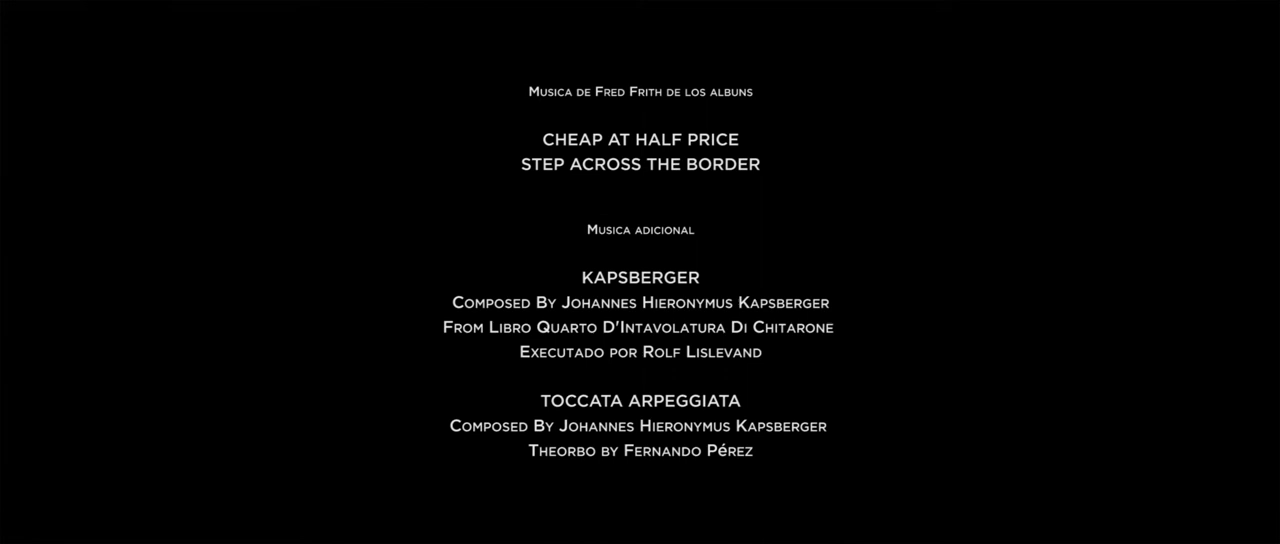 Musica de Fred Frith de los albuns
CHEAP AT HALF PRICE
STEP ACROSS THE BORDER
Musica adicional
KAPSBERGER
Composed By Johannes Hieronymus Kapsberger
From Libro Quarto D'Intavolatura Di Chitarone
Executado por Rolf Lislevand
TOCCATA ARPEGGIATA
Composed By Johannes Hieronymus Kapsberger
Theorbo by Fernando Pérez